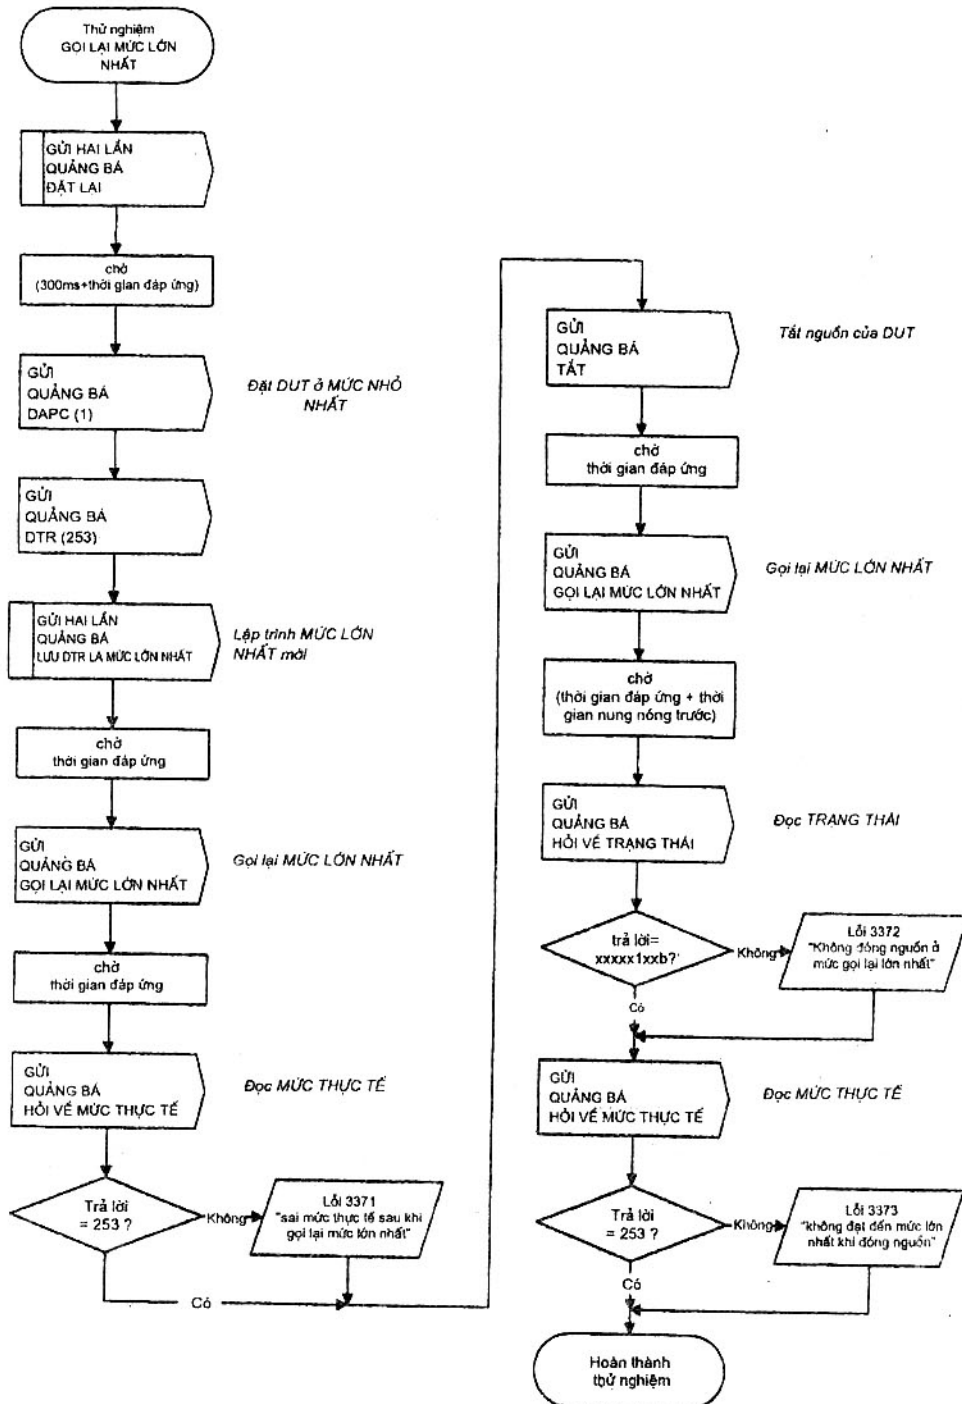 Thử nghiệm
GỌI LẠI MỨC LỚN
NHẤT
GỬI HAI LẦN
QUẢNG BÁ
ĐẶT LẠI
chờ
(300ms+thời gian đáp ứng)
GỬI
QUẢNG BÁ
DAPC (1)
Đặt DUT ở MỨC NHỎ
NHẤT
GỬI
QUẢNG BÁ
DTR (253)
GỬI HAI LẦN
QUẢNG BÁ
LƯU DTR LA MỨC LỚN NHẤT
Lập trình MỨC LỚN
NHẤT mới
chờ
thời gian đáp ứng
GỬI
QUẢNG BÁ
GỌI LẠI MỨC LỚN NHẤT
Gọi lại MỨC LỚN NHẤT
chờ
thời gian đáp ứng
GỬI
QUẢNG BÁ
HỎI VỀ MỨC THỰC TẾ
Đọc MỨC THỰC TẾ
Trả lời
= 253 ?
Không
Lỗi 3371
"sai mức thực tế sau khi
gọi lại mức lớn nhất"
Có
GỬI
QUẢNG BÁ
TẮT
Tắt nguồn của DUT
chờ
thời gian đáp ứng
GỬI
QUẢNG BÁ
GỌI LẠI MỨC LỚN NHẤT
Gọi lại MỨC LỚN NHẤT
chờ
(thời gian đáp ứng + thời
gian nung nóng trước)
GỬI
QUẢNG BÁ
HỎI VỀ TRẠNG THÁI
Đọc TRẠNG THÁI
trả lời=
xxxxx1xxb?
Không
Lỗi 3372
"Không đóng nguồn ở
mức gọi lại lớn nhất"
Có
GỬI
QUẢNG BÁ
HỎI VỀ MỨC THỰC TẾ
Đọc MỨC THỰC TẾ
Trả lời
= 253 ?
Không
Lỗi 3373
"không đạt đến mức lớn
nhất khi đóng nguồn"
Có
Hoàn thành
thử nghiệm